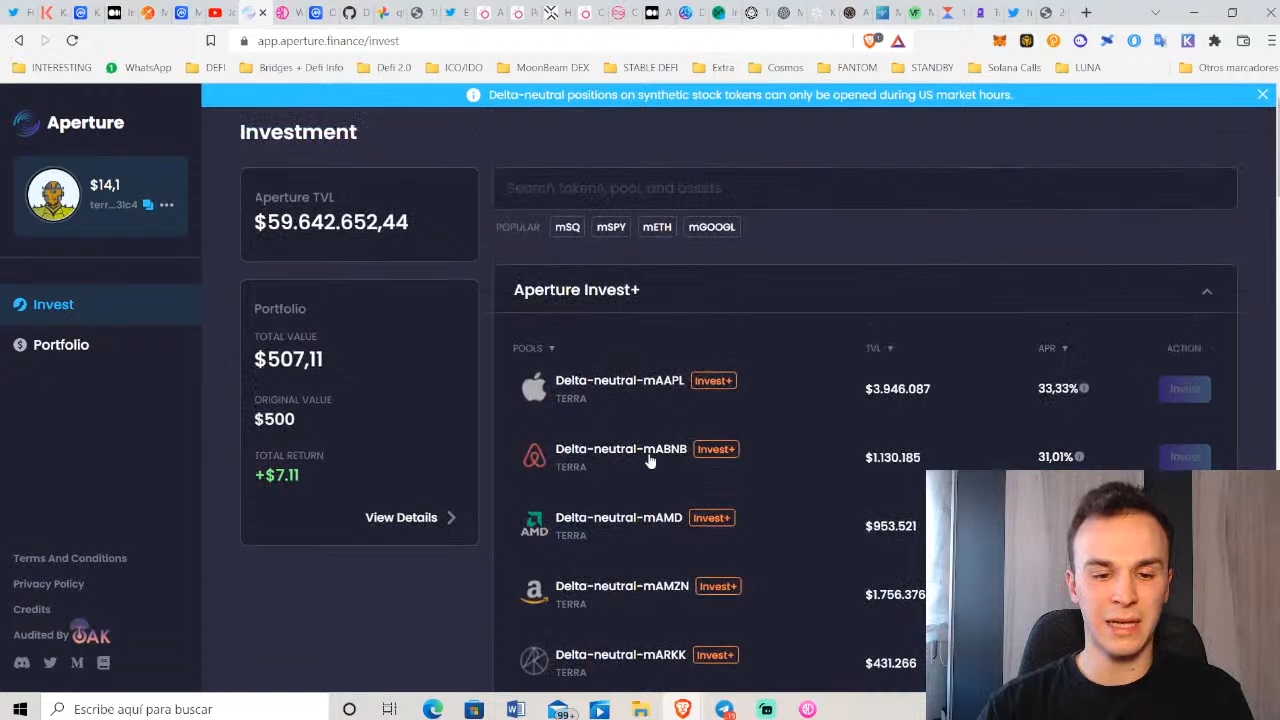 app.aperture.finance/invest
INTERESTING WhatsApp DEFI Bridges + Defi Info Defi 2.0 ICO/IDO MoonBeam DEX STABLE DEFI Extra Cosmos FANTOM STANDBY Solana Calls LUNA Otros marcadores
Delta-neutral positions on synthetic stock tokens can only be opened during US market hours.
Aperture
$14,1
terr...3lc4
Invest
Portfolio
Terms And Conditions
Privacy Policy
Credits
Audited By OAK
Investment
Aperture TVL
$59.642.652,44
Portfolio
TOTAL VALUE
$507,11
ORIGINAL VALUE
$500
TOTAL RETURN
+$7.11
View Details
Search tokens, pool and assets
POPULAR mSQ mSPY mETH mGOOGL
Aperture Invest+
POOLS TVL APR ACTION
Delta-neutral-mAAPL Invest+ $3.946.087 33,33% Invest
TERRA
Delta-neutral-mABNB Invest+ $1.130.185 31,01% Invest
TERRA
AMD Delta-neutral-mAMD Invest+ $953.521
TERRA
Delta-neutral-mAMZN Invest+ $1.756.376
TERRA
Delta-neutral-mARKK Invest+ $431.266
TERRA
Escribe aquí para buscar
99+
19